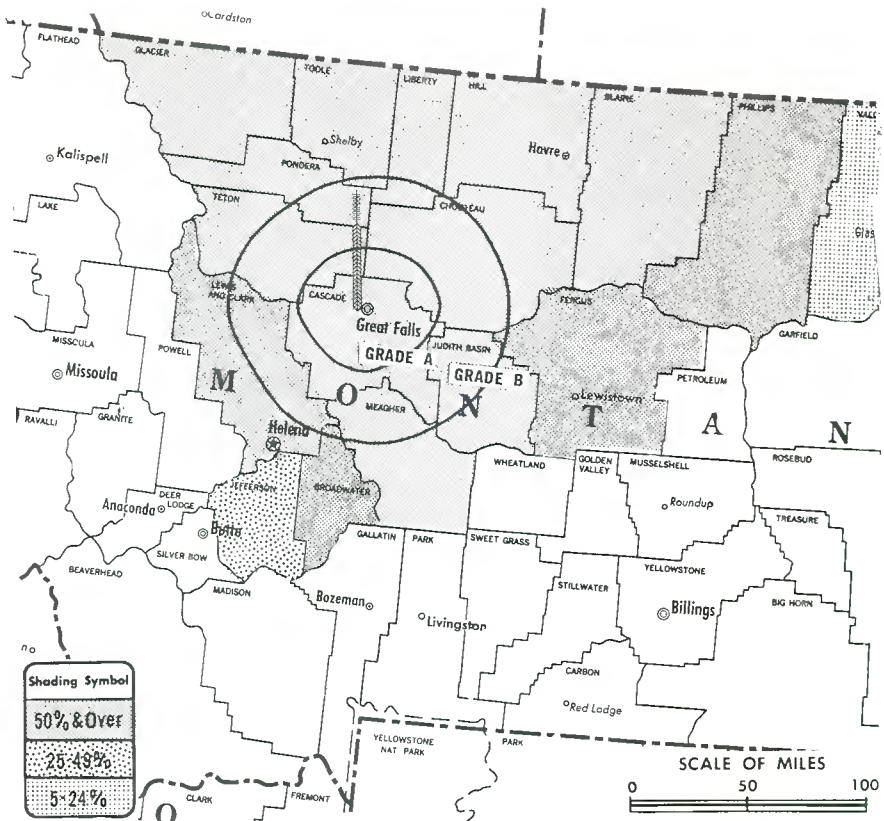 Cardston
FLATHEAD
GLACIER
TOOLE
LIBERTY
HILL
BLAINE
PHILLIPS
Shelby
Havre
Kalispell
PONDERA
TETON
CHOUTEAU
LAKE
LEWIS
AND CLARK
CASCADE
FERGUS
Great Falls
GARFIELD
MISSCULA
POWELL
GRADE A
JUDITH BASIN
GRADE B
PETROLEUM
Missoula
M
O
N
T
A
N
Lewistown
MEAGHER
RAVALLI
GRANITE
Helena
WHEATLAND
GOLDEN
VALLEY
MUSSELSHELL
ROSEBUD
JEFFERSON
BROADWATER
Anaconda
DEER
LODGE
Roundup
Butte
TREASURE
SILVER BOW
GALLATIN
PARK
SWEET GRASS
BEAVERHEAD
YELLOWSTONE
MADISON
STILLWATER
Bozeman
BIG HORN
Livingston
Billings
CARBON
Red Lodge
Shading Symbol
50% & Over
25-49%
5-24%
YELLOWSTONE
NAT PARK
PARK
SCALE OF MILES
0
50
100
CLARK
FREMONT
O